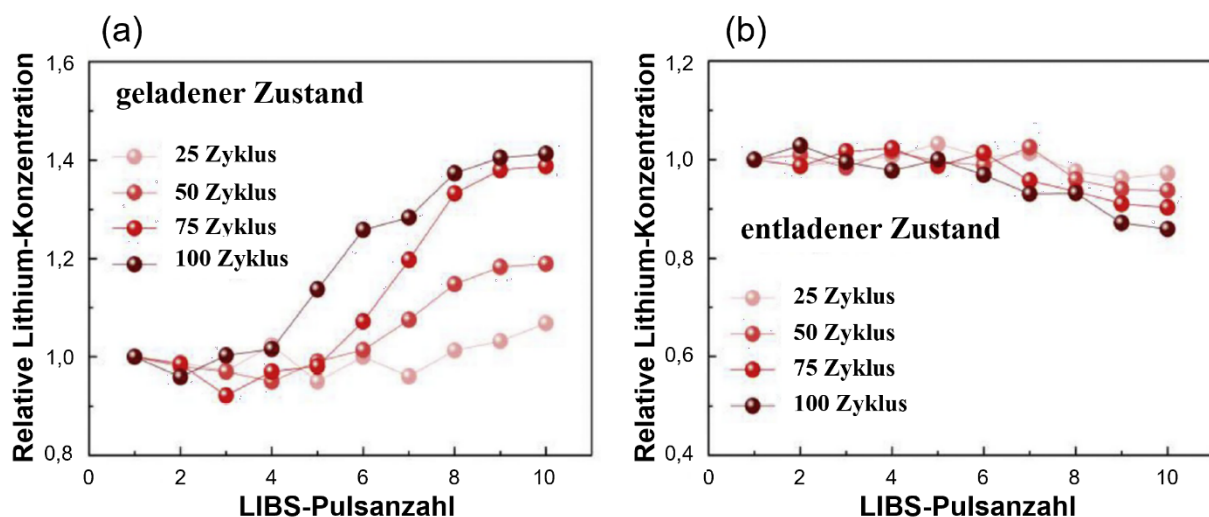 (a)
geladener Zustand
25 Zyklus
50 Zyklus
75 Zyklus
100 Zyklus
Relative Lithium-Konzentration
1,6
1,4
1,2
1,0
0,8
0 2 4 6 8 10
LIBS-Pulsanzahl
(b)
entladener Zustand
25 Zyklus
50 Zyklus
75 Zyklus
100 Zyklus
Relative Lithium-Konzentration
1,2
1,0
0,8
0,6
0,4
0 2 4 6 8 10
LIBS-Pulsanzahl